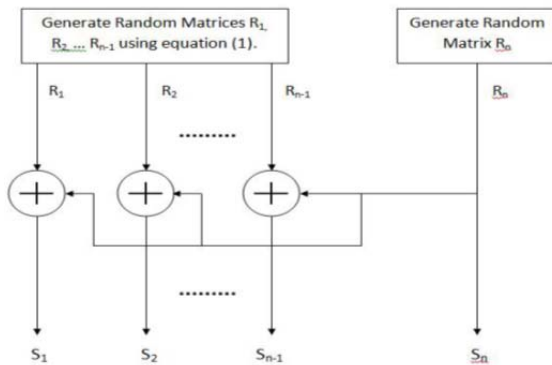 Generate Random Matrices R1,
R2 ... Rn-1 using equation (1).
Generate Random
Matrix Rn
R1
R2
Rn-1
Rn
.........
.........
S1
S2
Sn-1
Sn